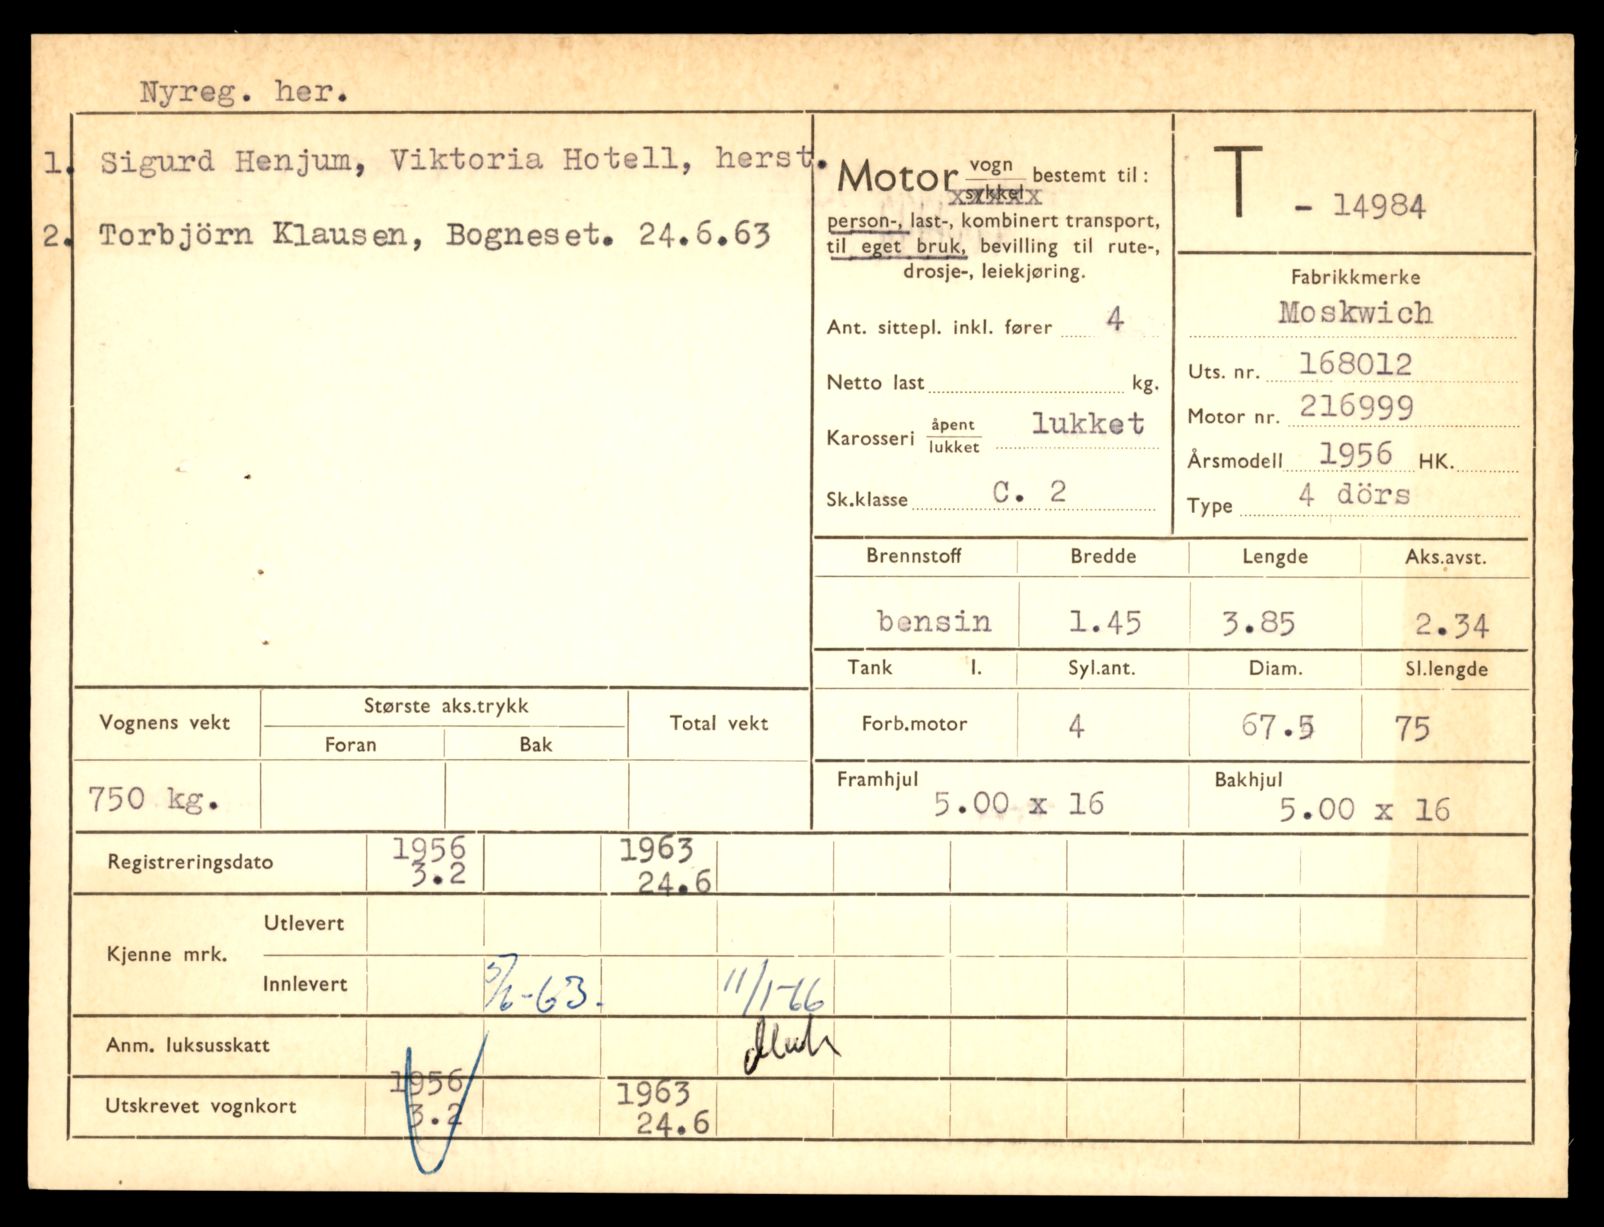 Nyreg. her.
1. Sigurd Henjum, Viktoria Hotell, herst.
2. Torbjörn Klausen, Bogneset. 24.6.63
Motor vogn bestemt til:
sykkel
person-, last-, kombinert transport,
til eget bruk, bevilling til rute-,
drosje-, leiekjøring.
Ant. sittepl. inkl. fører 4
Netto last kg.
Karosseri åpent lukket
lukket
Sk.klasse C. 2
T - 14984
Fabrikkmerke
Moskwich
Uts. nr. 168012
Motor nr. 216999
Årsmodell 1956 HK.
Type 4 dörs
Brennstoff Bredde Lengde Aks.avst.
bensin 1.45 3.85 2.34
Tank l. Syl.ant. Diam. Sl.lengde
Forb.motor 4 67.5 75
Framhjul Bakhjul
5.00 x 16 5.00 x 16
Vognens vekt Største aks.trykk Total vekt
Foran Bak
750 kg.
Registreringsdato 1956 1963
3.2 24.6
Kjenne mrk. Utlevert
Innlevert 5/6-63. 11/1-66
Anm. luksusskatt
Utskrevet vognkort 1956 1963
3.2 24.6